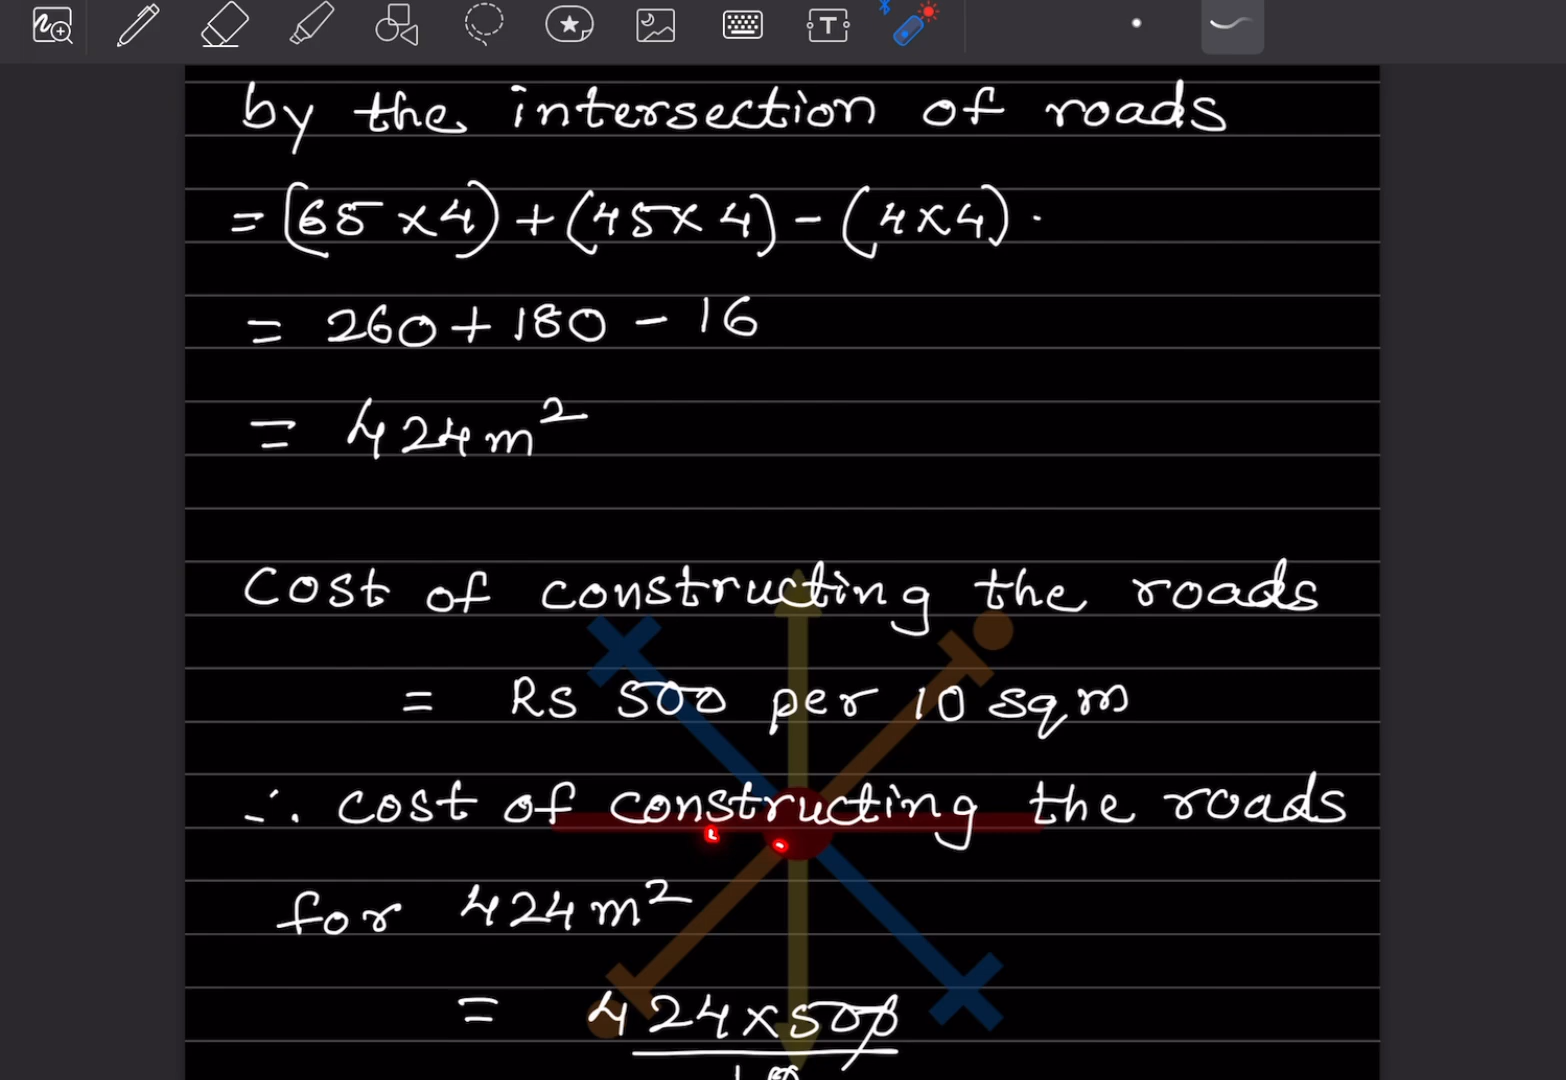 by the intersection of roads
= (65 × 4) + (45 × 4) - (4 × 4) .
= 260 + 180 - 16
= 424 m²
Cost of constructing the roads
= Rs 500 per 10 sq m
∴ cost of constructing the roads
for 424 m²
= 424 × 500
10